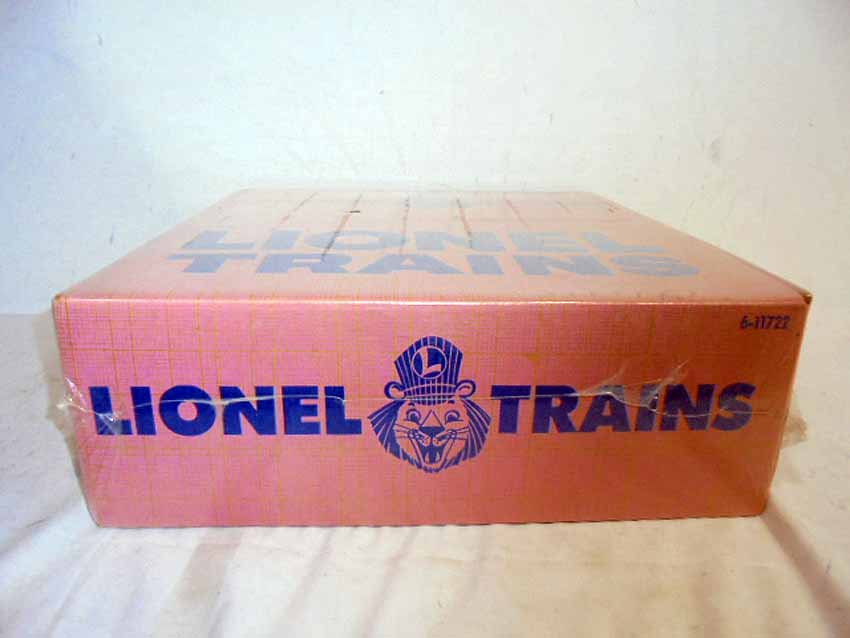 LIONEL
TRAINS
6-11722
L
LIONEL TRAINS